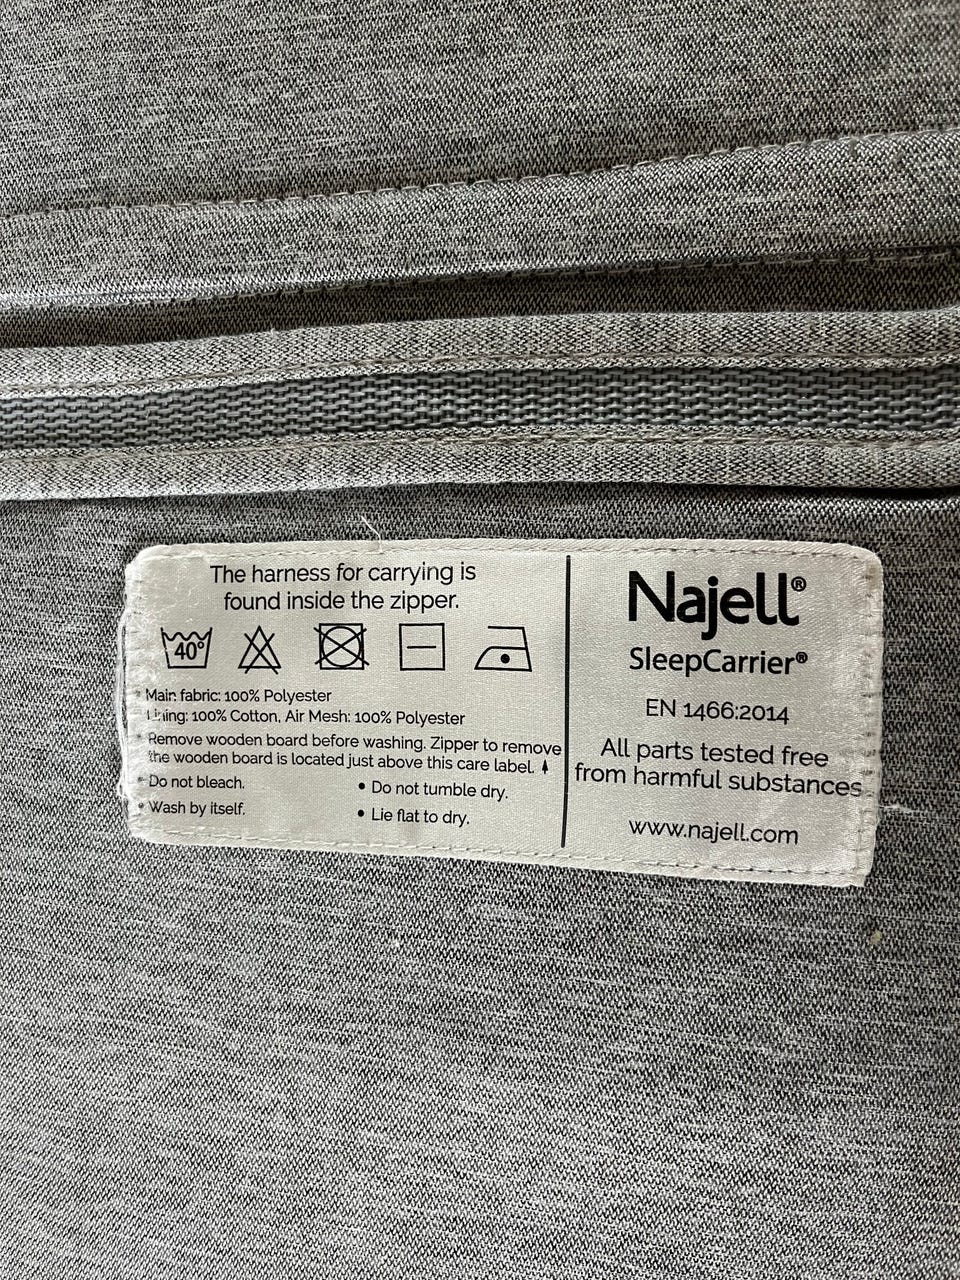 The harness for carrying is
found inside the zipper.
40°
Main fabric: 100% Polyester
Lining: 100% Cotton, Air Mesh: 100% Polyester
• Remove wooden board before washing. Zipper to remove
the wooden board is located just above this care label.
• Do not bleach.
• Do not tumble dry.
• Wash by itself.
• Lie flat to dry.
Najell®
SleepCarrier®
EN 1466:2014
All parts tested free
from harmful substances
www.najell.com